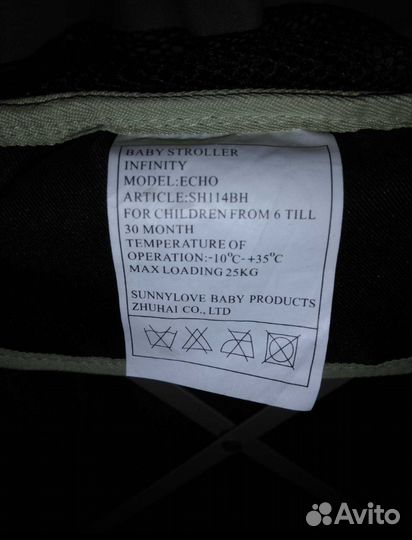 BABY STROLLER
INFINITY
MODEL:ECHO
ARTICLE:SH114BH
FOR CHILDREN FROM 6 TILL
30 MONTH
TEMPERATURE OF
OPERATION:-10°C-+35°C
MAX LOADING 25KG
SUNNYLOVE BABY PRODUCTS
ZHUHAI CO., LTD
Avito